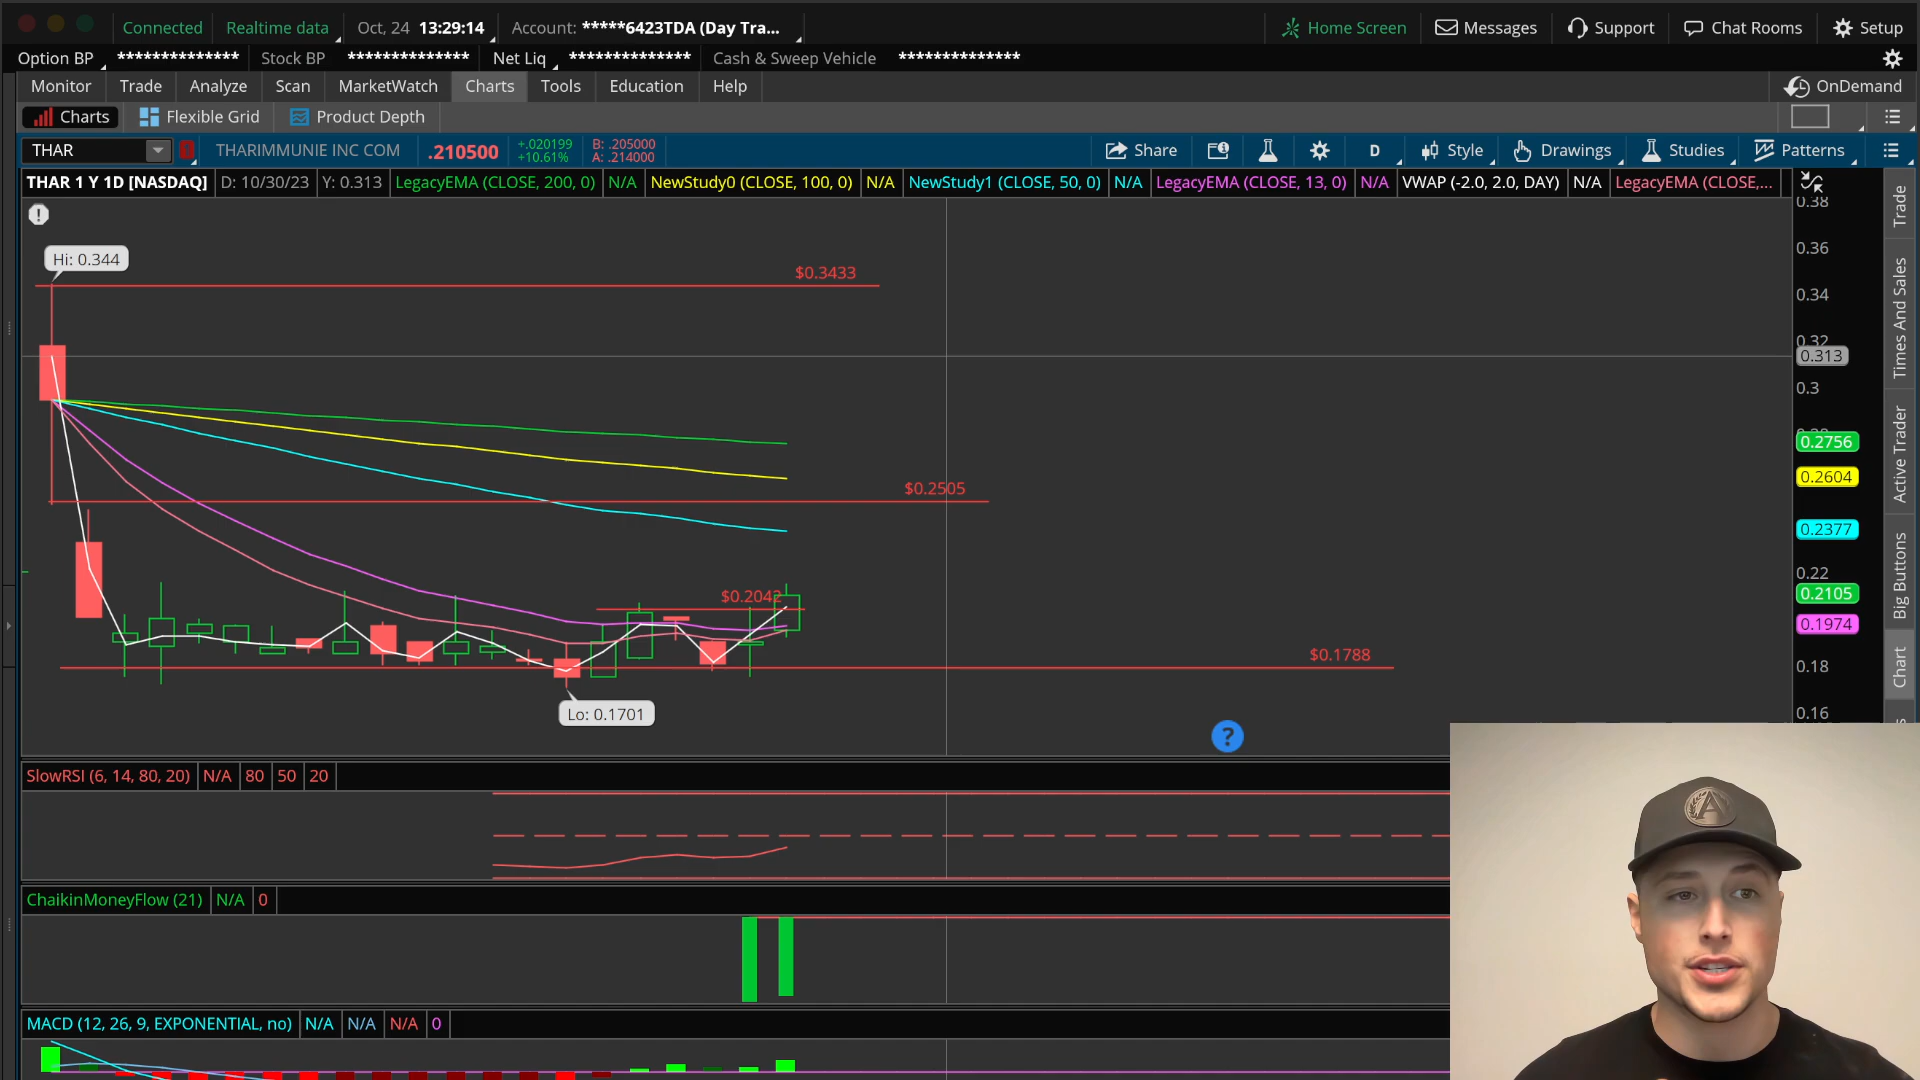 Connected Realtime data Oct, 24 13:29:14 Account: *****6423TDA (Day Tra... Home Screen Messages Support Chat Rooms Setup
Option BP ************** Stock BP ************** Net Liq ************** Cash & Sweep Vehicle **************
Monitor Trade Analyze Scan MarketWatch Charts Tools Education Help OnDemand
Charts Flexible Grid Product Depth
THAR THARIMMUNIE INC COM .210500 +.020199 B: .205000 Share D Style Drawings Studies Patterns
+10.61% A: .214000
THAR 1 Y 1D [NASDAQ] D: 10/30/23 Y: 0.313 LegacyEMA (CLOSE, 200, 0) N/A NewStudy0 (CLOSE, 100, 0) N/A NewStudy1 (CLOSE, 50, 0) N/A LegacyEMA (CLOSE, 13, 0) N/A VWAP (-2.0, 2.0, DAY) N/A LegacyEMA (CLOSE,...
0.38
Trade
0.36
Hi: 0.344
$0.3433
0.34
Times And Sales
0.32
0.313
0.3
0.2756
Active Trader
0.2604
$0.2505
0.2377
0.22
Big Buttons
$0.2042
0.2105
0.1974
$0.1788
0.18
Chart
Lo: 0.1701
0.16
?
SlowRSI (6, 14, 80, 20) N/A 80 50 20
A
ChaikinMoneyFlow (21) N/A 0
MACD (12, 26, 9, EXPONENTIAL, no) N/A N/A N/A 0